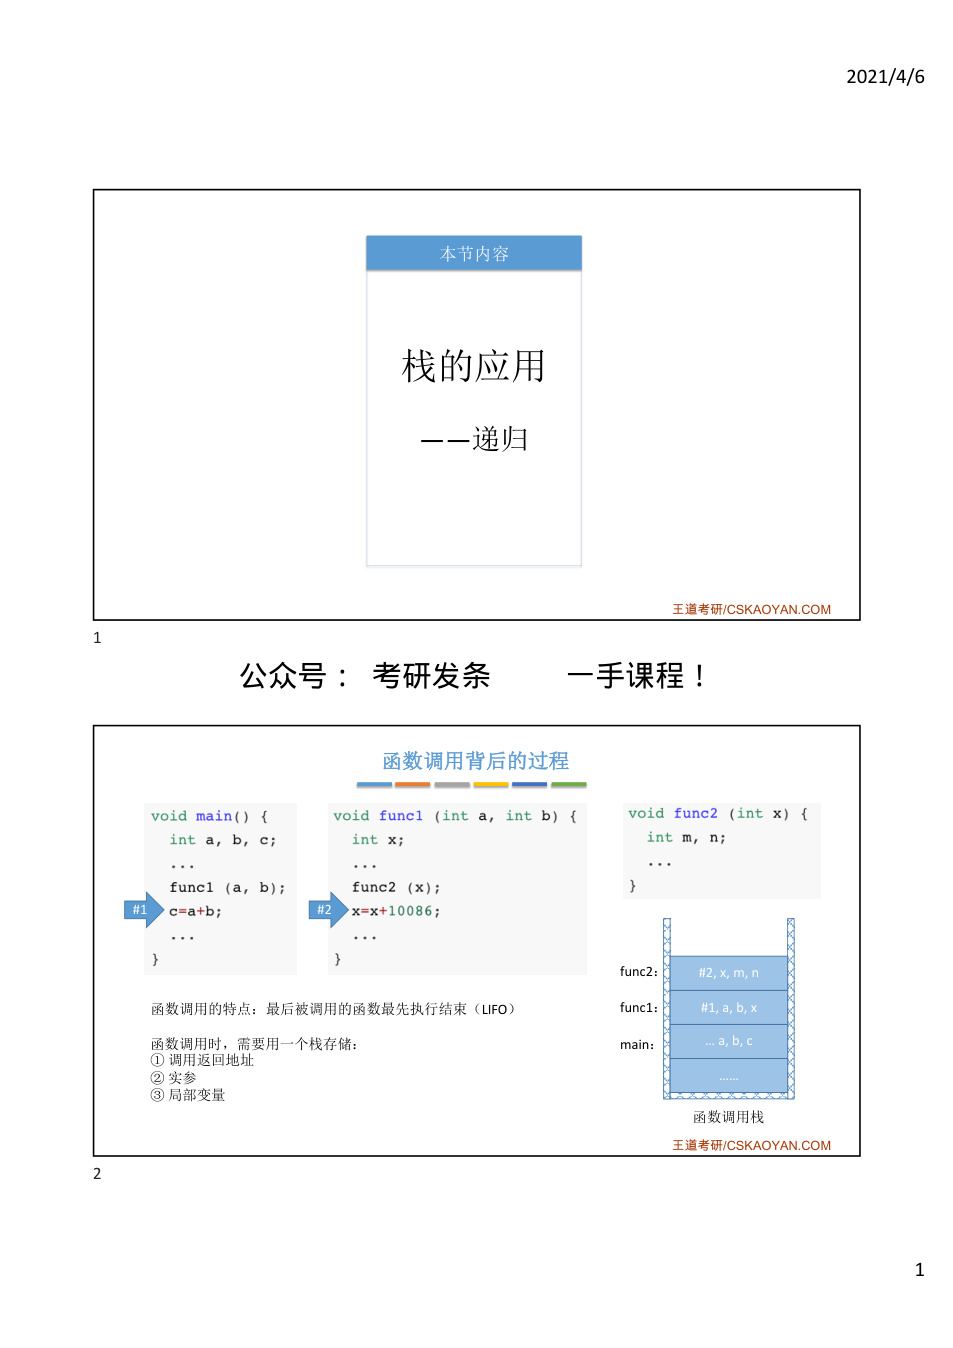 2021/4/6
本节内容
栈的应用
——递归
王道考研/CSKAOYAN.COM
1
公众号： 考研发条 一手课程！
函数调用背后的过程
void main() {
int a, b, c;
...
func1 (a, b);
#1
c=a+b;
...
}
void func1 (int a, int b) {
int x;
...
func2 (x);
#2
x=x+10086;
...
}
void func2 (int x) {
int m, n;
...
}
函数调用的特点：最后被调用的函数最先执行结束（LIFO）
函数调用时，需要用一个栈存储：
① 调用返回地址
② 实参
③ 局部变量
func2： #2, x, m, n
func1： #1, a, b, x
main： … a, b, c
……
函数调用栈
王道考研/CSKAOYAN.COM
2
1